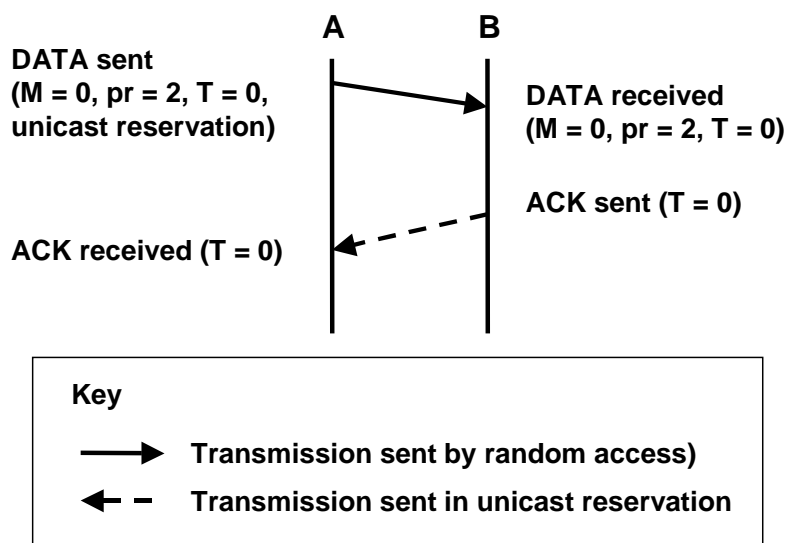 A B
DATA sent
(M = 0, pr = 2, T = 0,
unicast reservation)
DATA received
(M = 0, pr = 2, T = 0)
ACK sent (T = 0)
ACK received (T = 0)
Key
Transmission sent by random access)
Transmission sent in unicast reservation